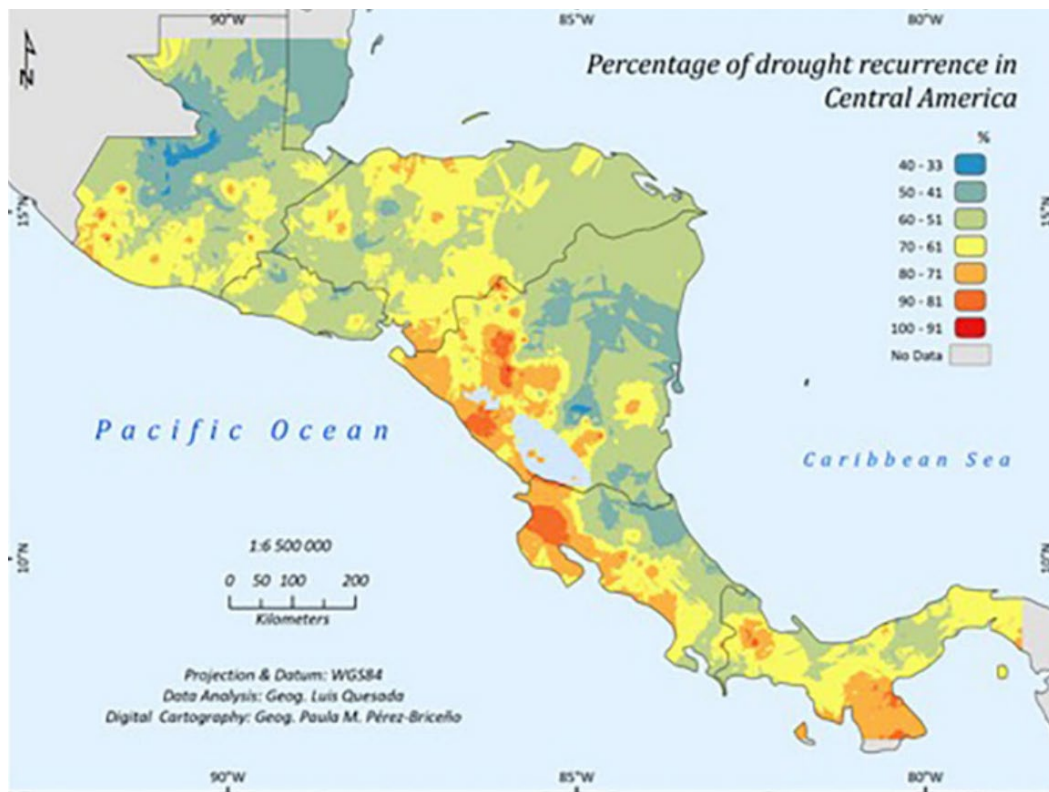 90°W
85°W
80°W
N
Percentage of drought recurrence in
Central America
%
40 - 33
50 - 41
60 - 51
70 - 61
80 - 71
90 - 81
100 - 91
No Data
15°N
15°N
Pacific Ocean
Caribbean Sea
1:6 500 000
10°N
10°N
0 50 100 200
Kilometers
Projection & Datum: WGS84
Data Analysis: Geog. Luis Quesada
Digital Cartography: Geog. Paula M. Pérez-Briceño
90°W
85°W
80°W